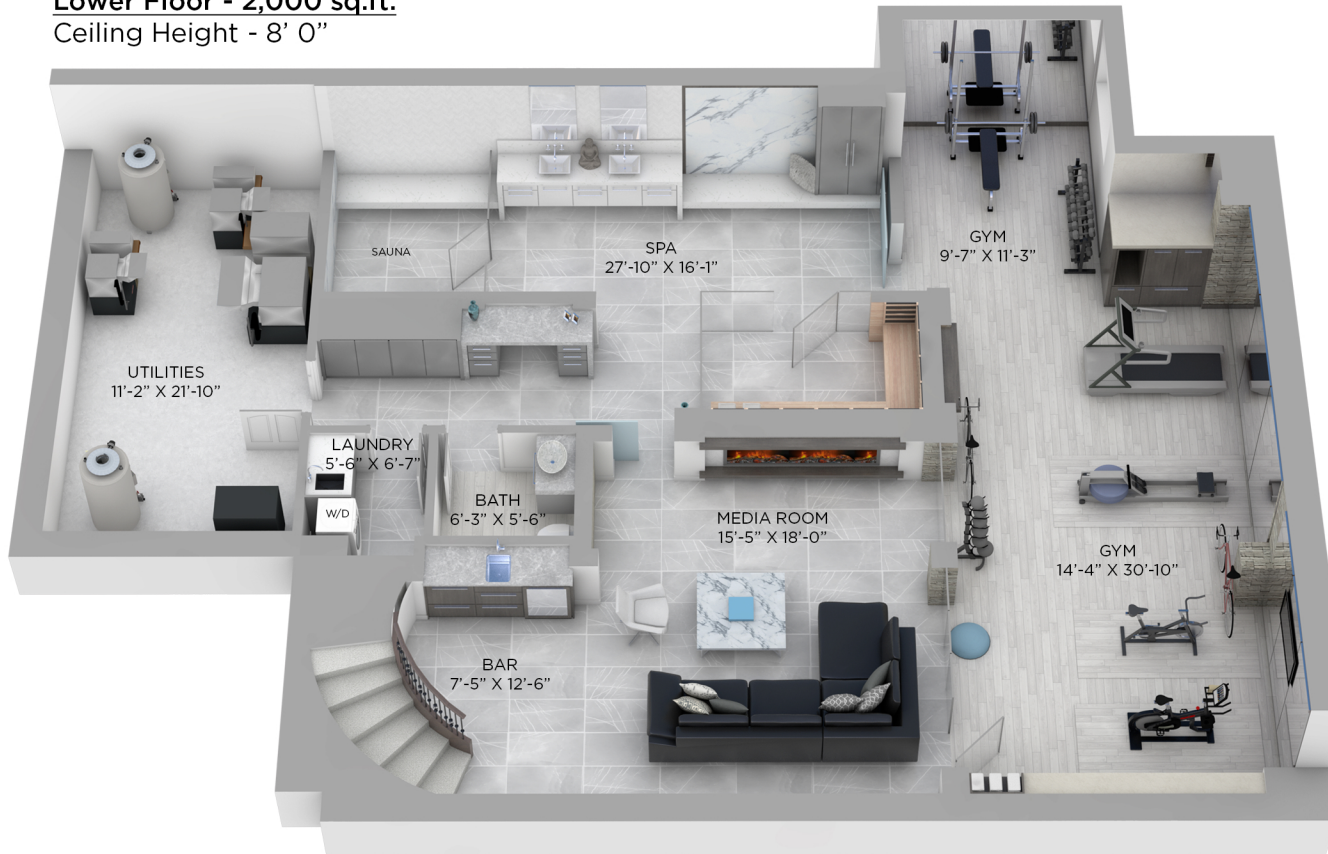 Lower Floor - 2,000 sq.ft.
Ceiling Height - 8’ 0”
SAUNA
SPA
27’-10” X 16’-1”
GYM
9’-7” X 11’-3”
UTILITIES
11’-2” X 21’-10”
LAUNDRY
5’-6” X 6’-7”
W/D
BATH
6’-3” X 5’-6”
MEDIA ROOM
15’-5” X 18’-0”
GYM
14’-4” X 30’-10”
BAR
7’-5” X 12’-6”